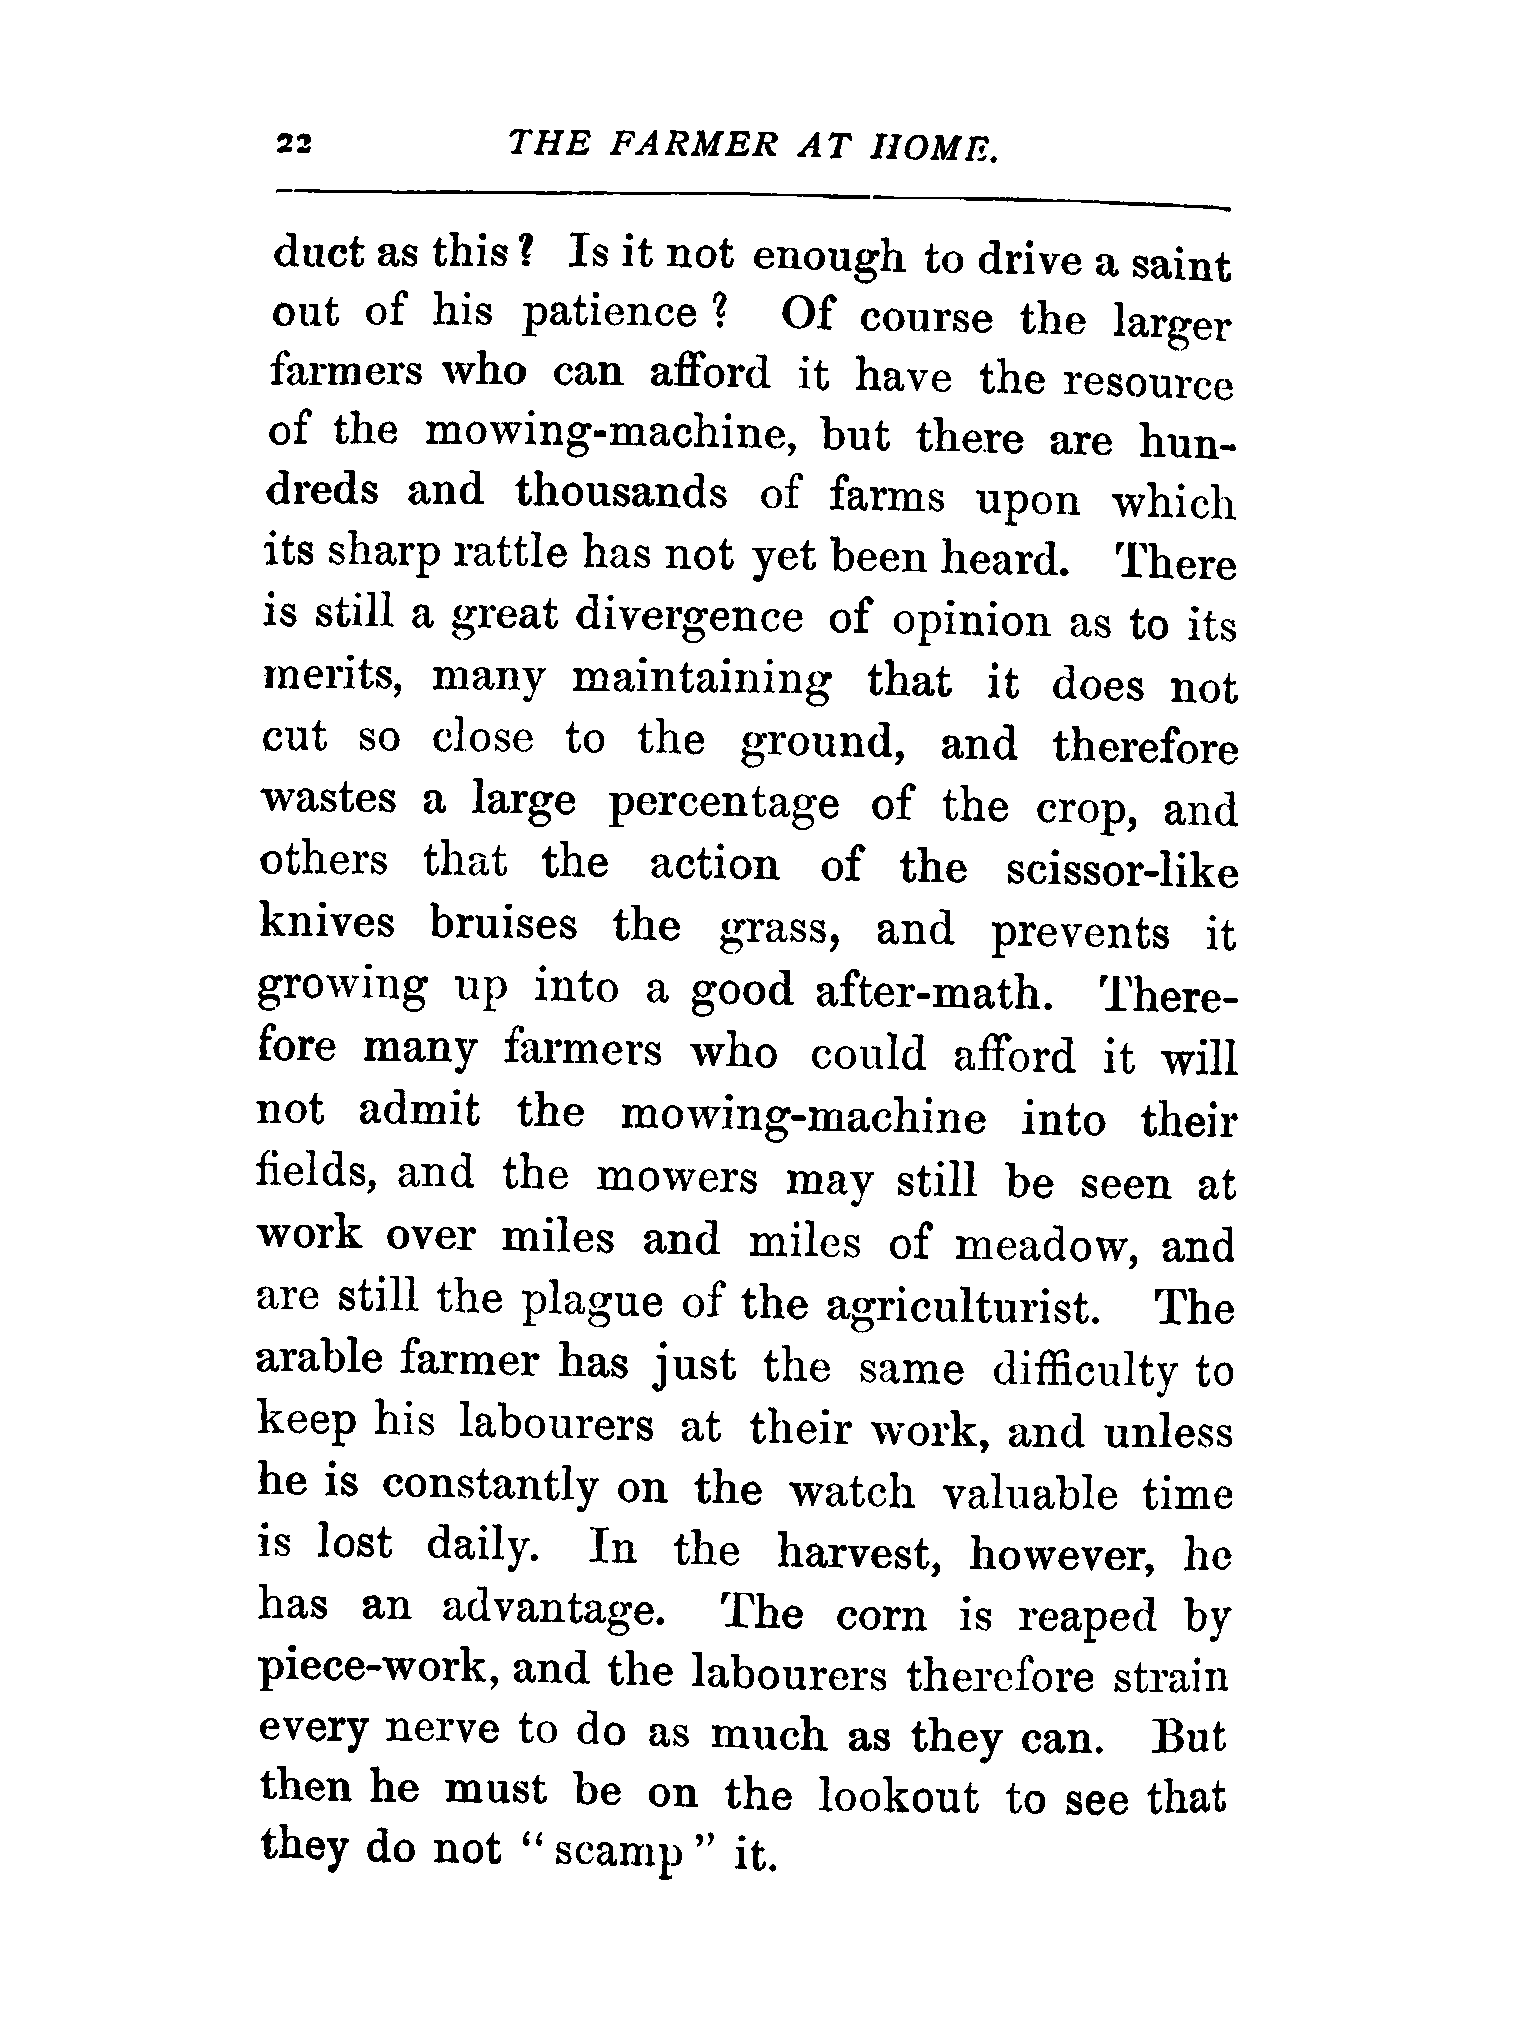 22 THE FARMER AT HOME.
duct as this? Is it not enough to drive a saint
out of his patience? Of course the larger
farmers who can afford it have the resource
of the mowing-machine, but there are hun-
dreds and thousands of farms upon which
its sharp rattle has not yet been heard. There
is still a great divergence of opinion as to its
merits, many maintaining that it does not
cut so close to the ground, and therefore
wastes a large percentage of the crop, and
others that the action of the scissor-like
knives bruises the grass, and prevents it
growing up into a good after-math. There-
fore many farmers who could afford it will
not admit the mowing-machine into their
fields, and the mowers may still be seen at
work over miles and miles of meadow, and
are still the plague of the agriculturist. The
arable farmer has just the same difficulty to
keep his labourers at their work, and unless
he is constantly on the watch valuable time
is lost daily. In the harvest, however, he
has an advantage. The corn is reaped by
piece-work, and the labourers therefore strain
every nerve to do as much as they can. But
then he must be on the lookout to see that
they do not "scamp" it.